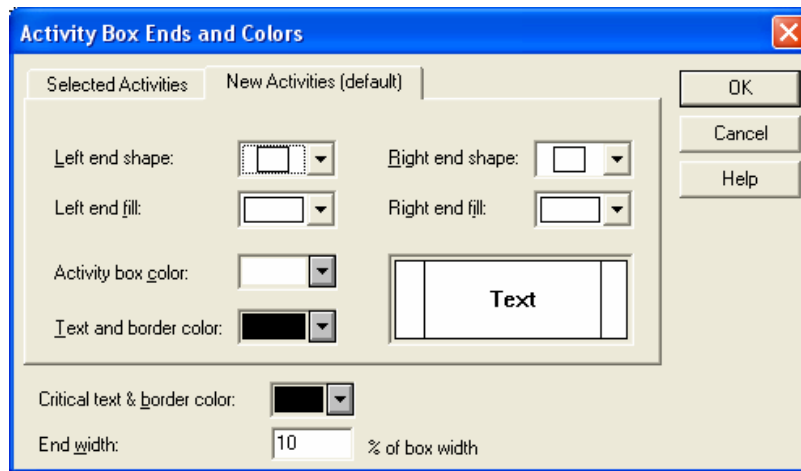 Activity Box Ends and Colors
Selected Activities
New Activities (default)
OK
Cancel
Help
Left end shape:
Right end shape:
Left end fill:
Right end fill:
Activity box color:
Text
Text and border color:
Critical text & border color:
End width:
10
% of box width